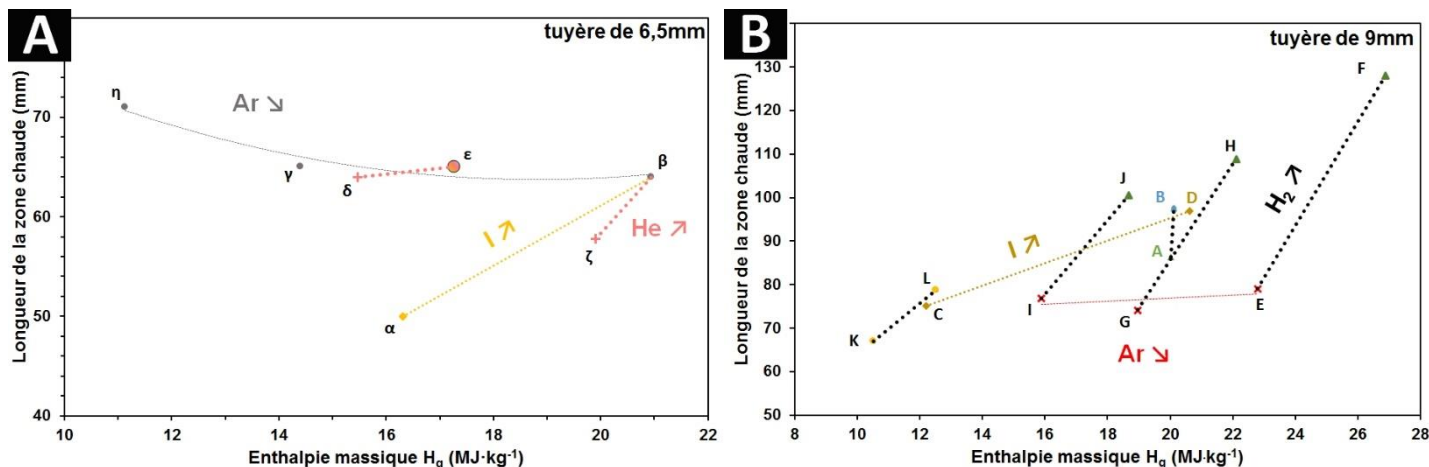 A
tuyère de 6,5mm
Longueur de la zone chaude (mm)
70
60
50
40
η
Ar ↘
γ
δ
ε
β
I ↗
He ↗
ζ
α
10 12 14 16 18 20 22
Enthalpie massique Hg (MJ·kg-1)
B
tuyère de 9mm
Longueur de la zone chaude (mm)
130
120
110
100
90
80
70
60
50
F
H
J
B D
H2 ↗
I ↗
A
L
C
I
G
E
K
Ar ↘
8 10 12 14 16 18 20 22 24 26 28
Enthalpie massique Hg (MJ·kg-1)